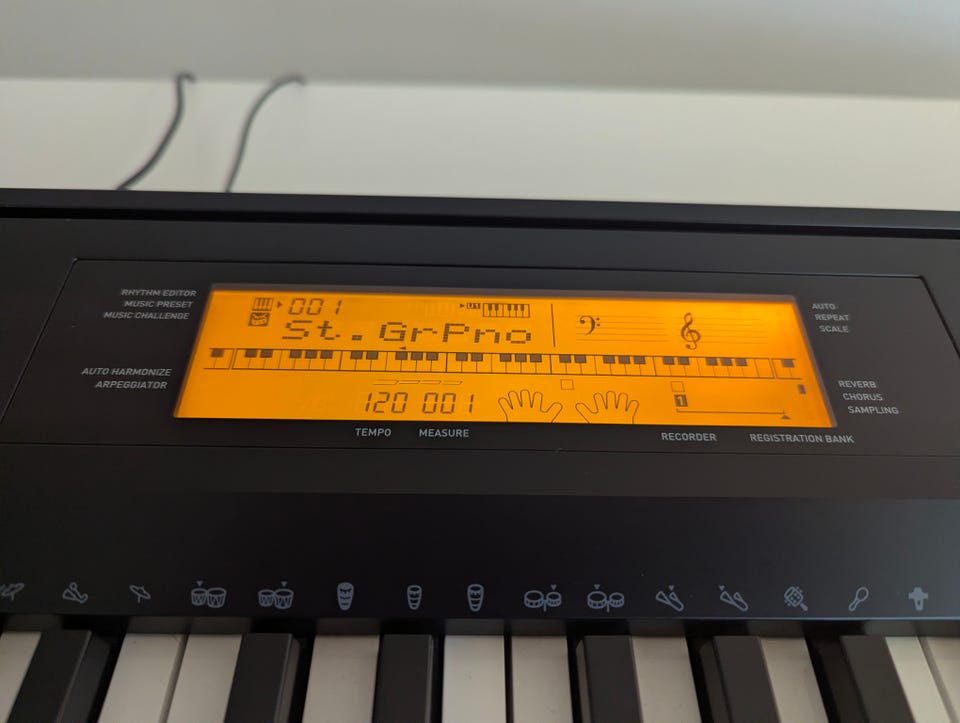 RHYTHM EDITOR
MUSIC PRESET
MUSIC CHALLENGE
AUTO HARMONIZE
ARPEGGIATOR
001
U1
St.GrPno
120 001
1
TEMPO MEASURE
RECORDER REGISTRATION BANK
AUTO
REPEAT
SCALE
REVERB
CHORUS
SAMPLING